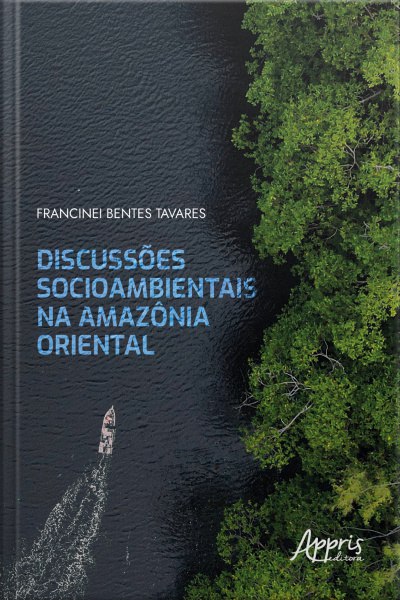 FRANCINEI BENTES TAVARES
DISCUSSÕES
SOCIOAMBIENTAIS
NA AMAZÔNIA
ORIENTAL
Appris
editora